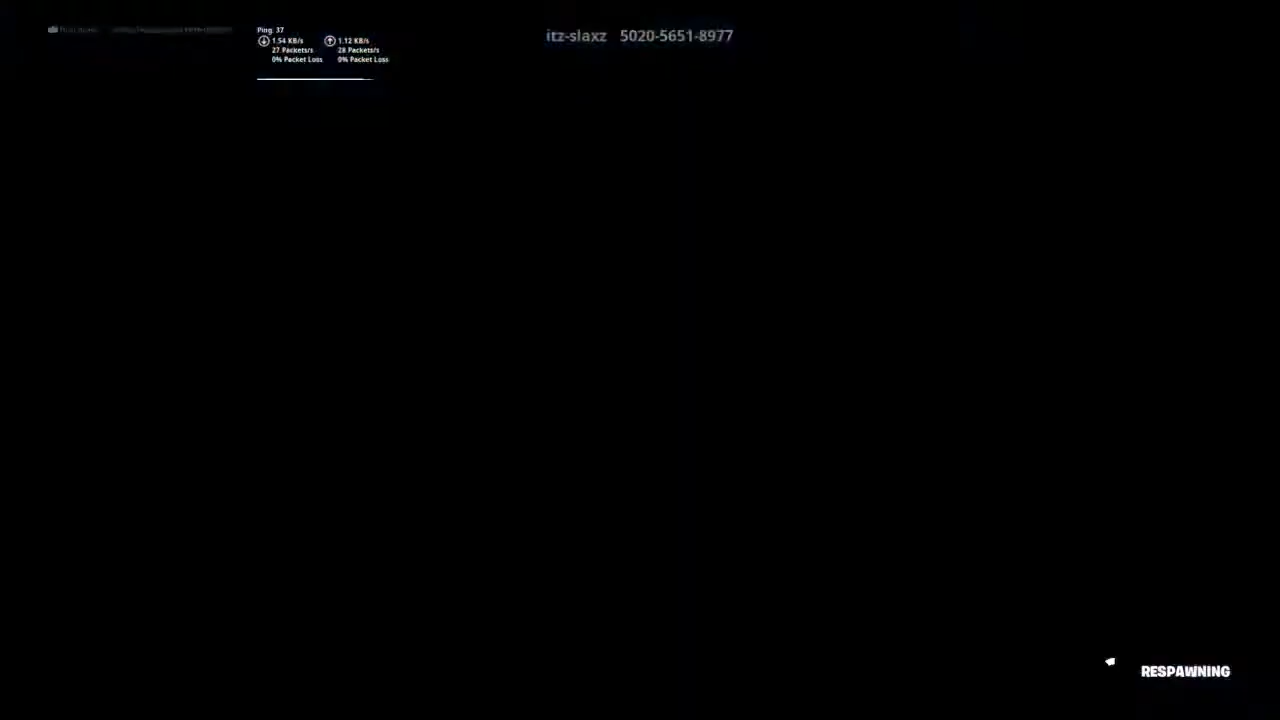 Ping: 37
1.54 KB/s 1.12 KB/s
27 Packets/s 28 Packets/s
0% Packet Loss 0% Packet Loss
itz-slaxz 5020-5651-8977
RESPAWNING